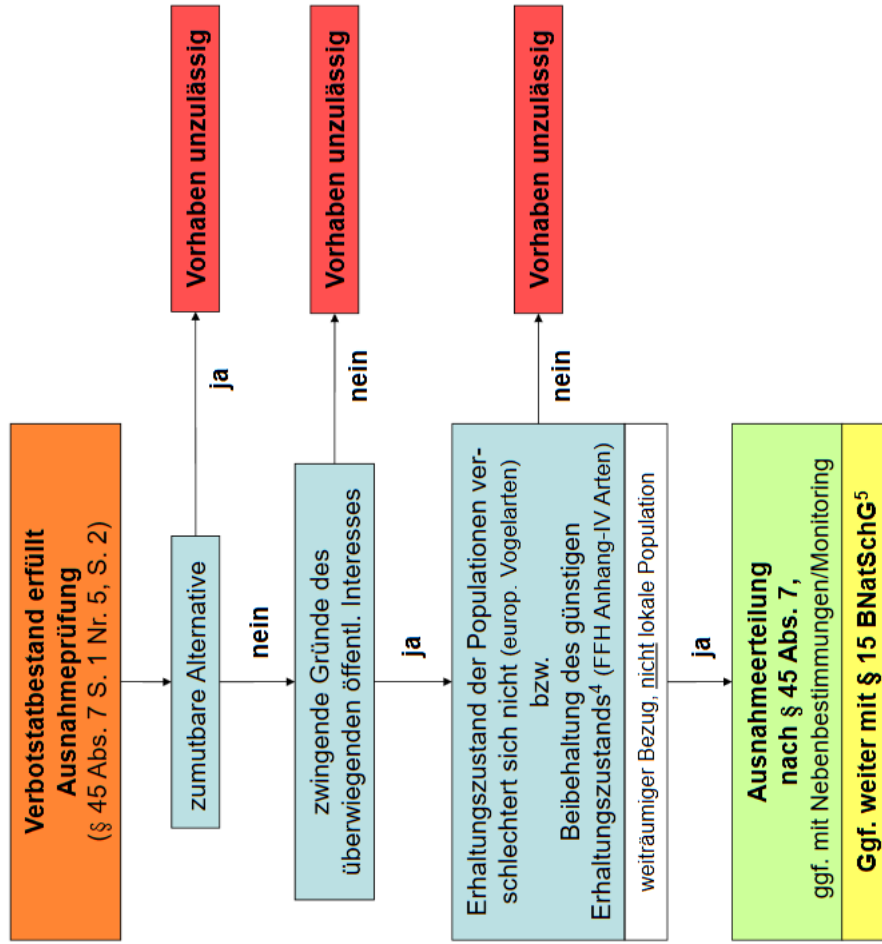 Verbotstatbestand erfüllt
Ausnahmeprüfung
(§ 45 Abs. 7 S. 1 Nr. 5, S. 2)
zumutbare Alternative
ja
Vorhaben unzulässig
nein
zwingende Gründe des
überwiegenden öffentl. Interesses
nein
Vorhaben unzulässig
ja
Erhaltungszustand der Populationen ver-
schlechtert sich nicht (europ. Vogelarten)
bzw.
Beibehaltung des günstigen
Erhaltungszustands⁴ (FFH Anhang-IV Arten)
weiträumiger Bezug, nicht lokale Population
nein
Vorhaben unzulässig
ja
Ausnahmeerteilung
nach § 45 Abs. 7,
ggf. mit Nebenbestimmungen/Monitoring
Ggf. weiter mit § 15 BNatSchG⁵